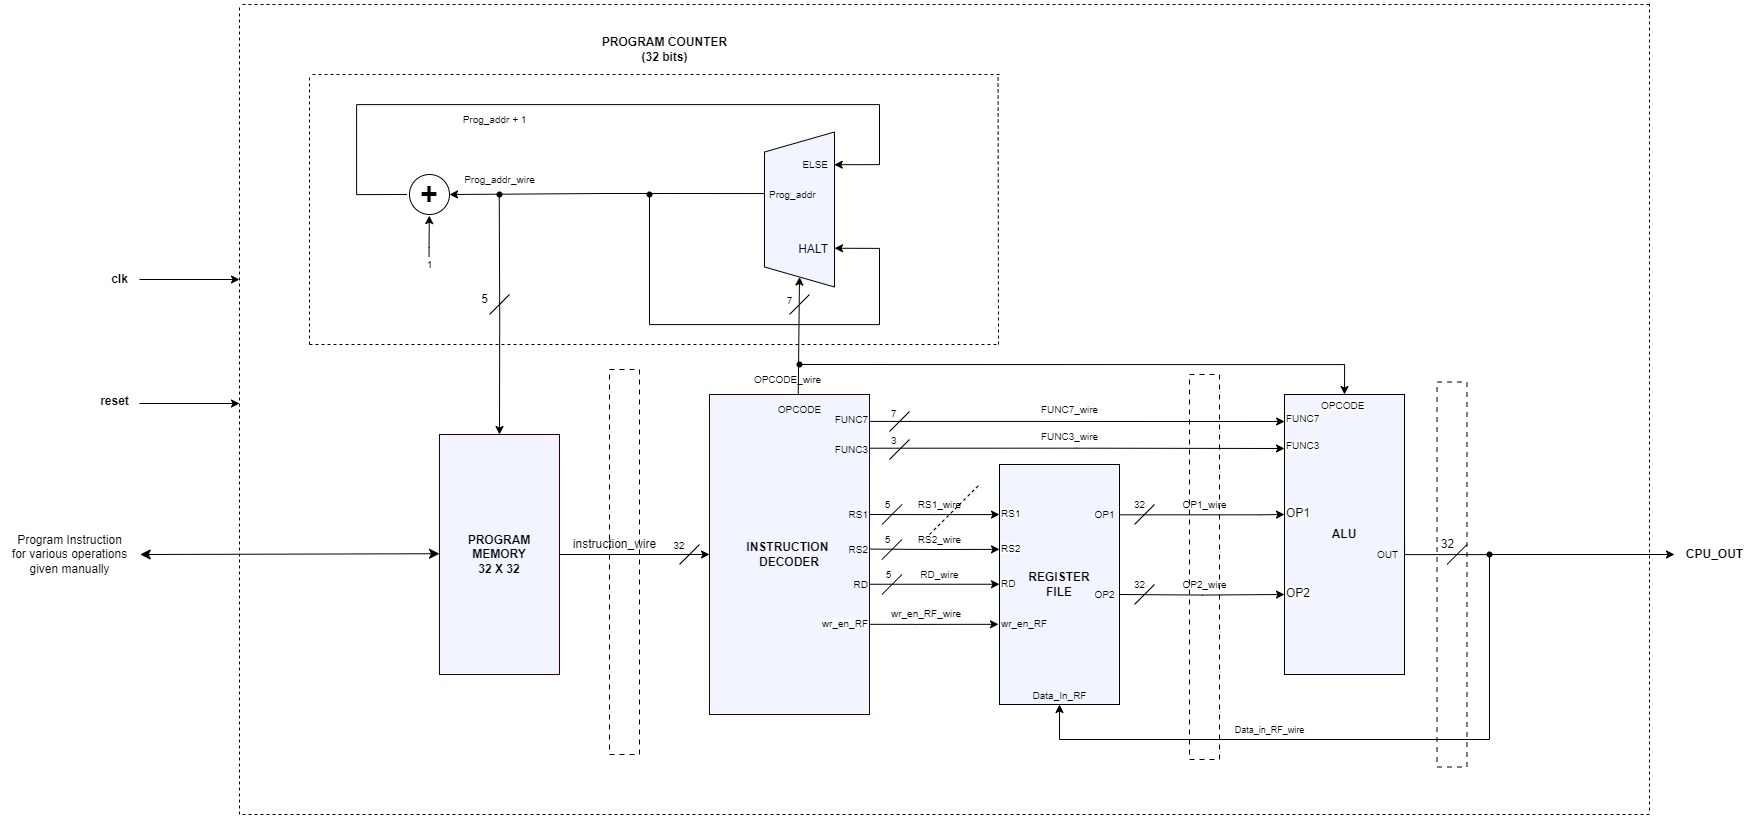 PROGRAM COUNTER
(32 bits)
Prog_addr + 1
ELSE
Prog_addr_wire
+
Prog_addr
HALT
1
clk
5
7
OPCODE_wire
reset
OPCODE
FUNC7
7
FUNC7_wire
OPCODE
FUNC7
FUNC3
3
FUNC3_wire
FUNC3
RS1
5
RS1_wire
RS1
OP1
32
OP1_wire
OP1
Program Instruction
for various operations
given manually
PROGRAM
MEMORY
32 X 32
instruction_wire
32
INSTRUCTION
DECODER
RS2
5
RS2_wire
RS2
ALU
OUT
32
CPU_OUT
RD
5
RD_wire
RD
REGISTER
FILE
OP2
32
OP2_wire
OP2
wr_en_RF
wr_en_RF_wire
wr_en_RF
Data_In_RF
Data_in_RF_wire